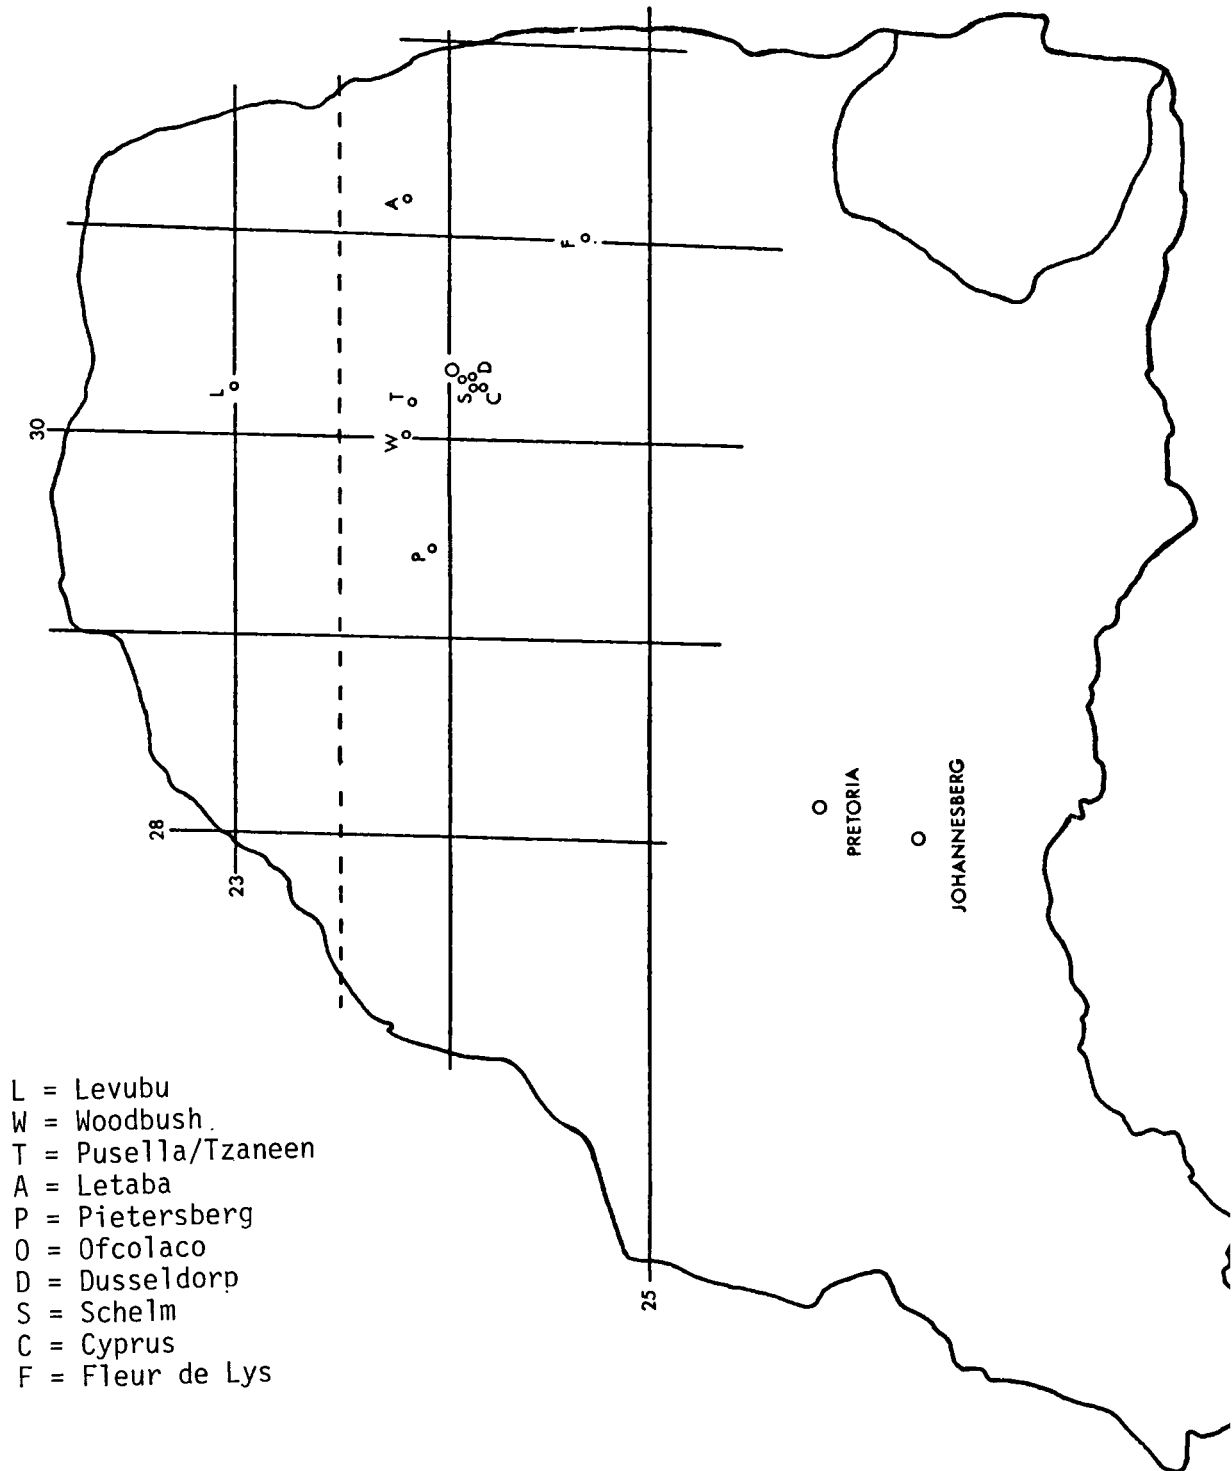 30
28
23
25
L
W
T
A
P
O
S
D
C
F
PRETORIA
JOHANNESBERG
L = Levubu
W = Woodbush
T = Pusella/Tzaneen
A = Letaba
P = Pietersberg
O = Ofcolaco
D = Dusseldorp
S = Schelm
C = Cyprus
F = Fleur de Lys